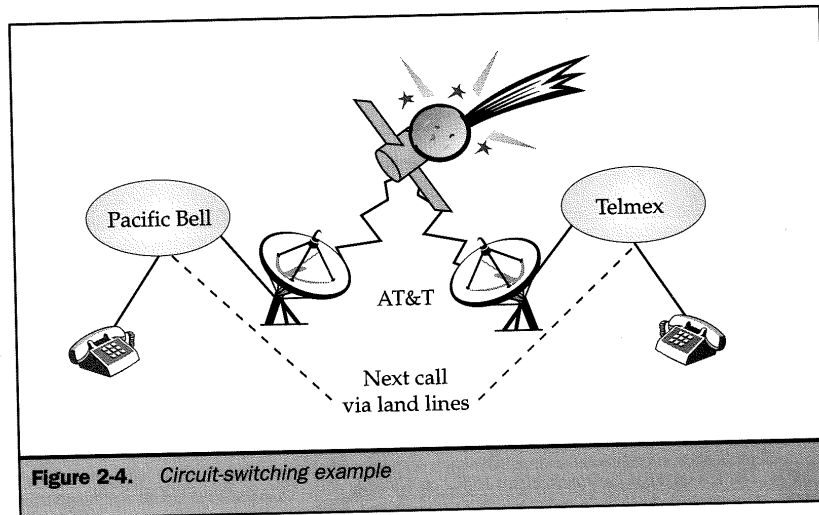 Pacific Bell
Telmex
AT&T
Next call
via land lines
Figure 2-4. Circuit-switching example